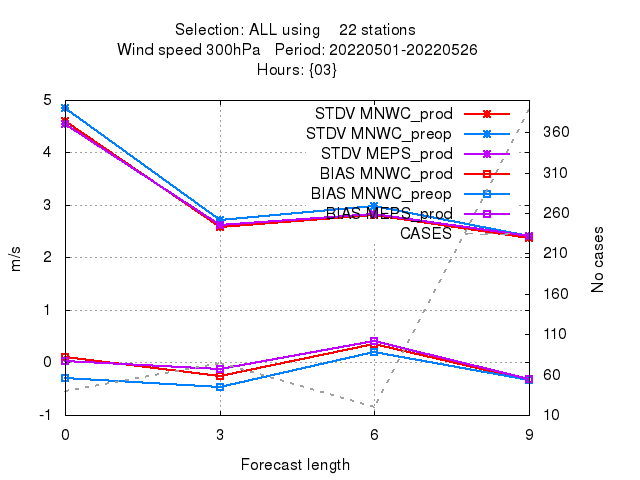 Selection: ALL using 22 stations
Wind speed 300hPa Period: 20220501-20220526
Hours: {03}
STDV MNWC_prod
STDV MNWC_preop
STDV MEPS_prod
BIAS MNWC_prod
BIAS MNWC_preop
BIAS MEPS_prod
CASES
5
4
3
2
1
0
-1
m/s
360
310
260
210
160
110
60
10
No cases
0 3 6 9
Forecast length